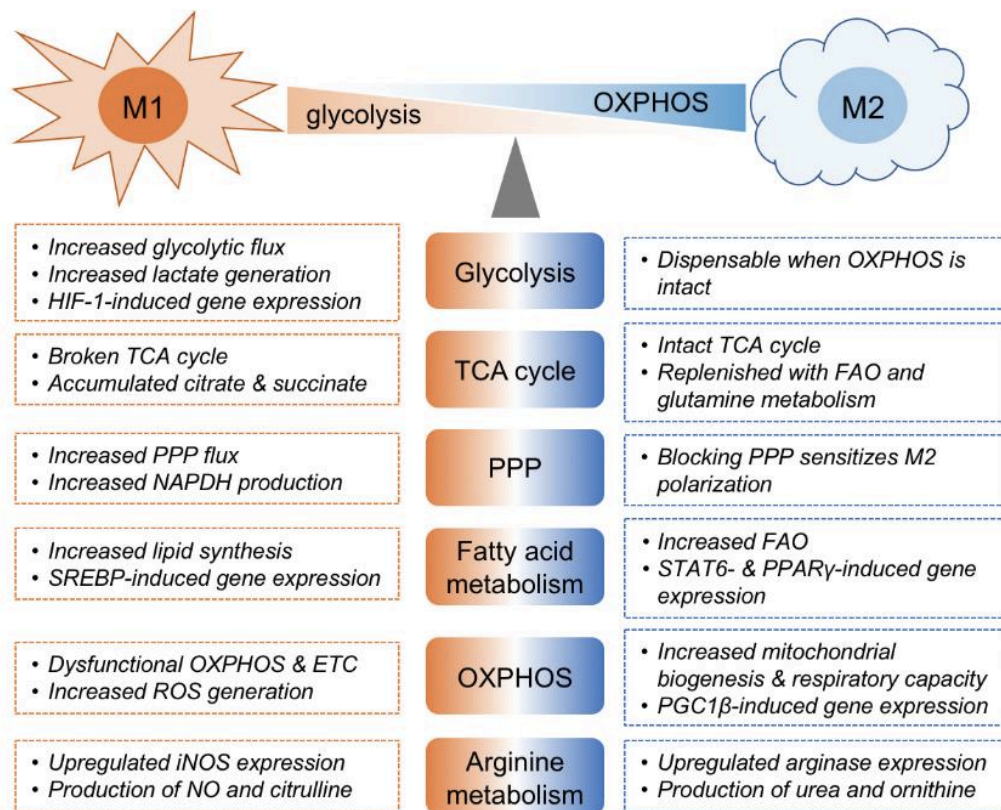 M1
glycolysis
OXPHOS
M2
• Increased glycolytic flux
• Increased lactate generation
• HIF-1-induced gene expression
Glycolysis
• Dispensable when OXPHOS is
intact
• Broken TCA cycle
• Accumulated citrate & succinate
TCA cycle
• Intact TCA cycle
• Replenished with FAO and
glutamine metabolism
• Increased PPP flux
• Increased NAPDH production
PPP
• Blocking PPP sensitizes M2
polarization
• Increased lipid synthesis
• SREBP-induced gene expression
Fatty acid
metabolism
• Increased FAO
• STAT6- & PPARγ-induced gene
expression
• Dysfunctional OXPHOS & ETC
• Increased ROS generation
OXPHOS
• Increased mitochondrial
biogenesis & respiratory capacity
• PGC1β-induced gene expression
• Upregulated iNOS expression
• Production of NO and citrulline
Arginine
metabolism
• Upregulated arginase expression
• Production of urea and ornithine